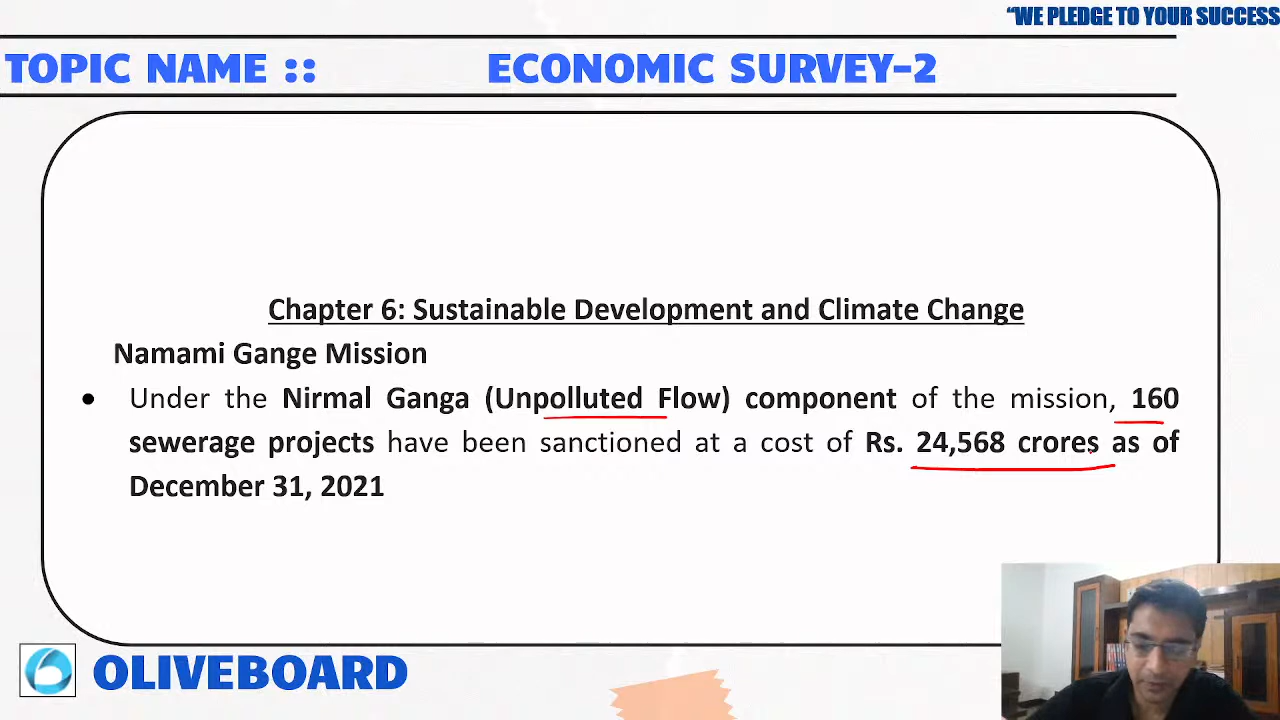 “WE PLEDGE TO YOUR SUCCESS
TOPIC NAME :: ECONOMIC SURVEY-2
Chapter 6: Sustainable Development and Climate Change
Namami Gange Mission
● Under the Nirmal Ganga (Unpolluted Flow) component of the mission, 160
sewerage projects have been sanctioned at a cost of Rs. 24,568 crores as of
December 31, 2021
OLIVEBOARD